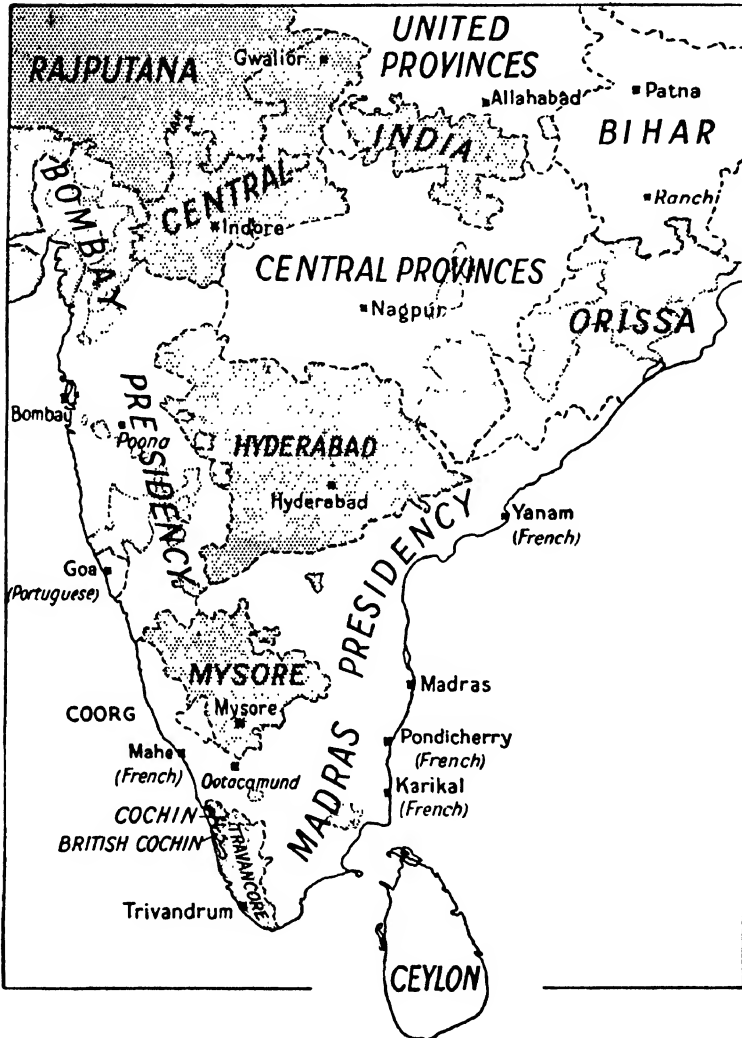 UNITED
PROVINCES
RAJPUTANA
Gwalior
Allahabad
Patna
INDIA
BIHAR
BOMBAY
CENTRAL
Ranchi
Indore
CENTRAL PROVINCES
Nagpur
ORISSA
PRESIDENCY
Bombay
Poona
HYDERABAD
Hyderabad
Yanam
(French)
Goa
(Portuguese)
MADRAS PRESIDENCY
MYSORE
Mysore
Madras
COORG
Mahe
(French)
Pondicherry
(French)
Ootacamund
Karikal
(French)
COCHIN
BRITISH COCHIN
TRAVANCORE
Trivandrum
CEYLON